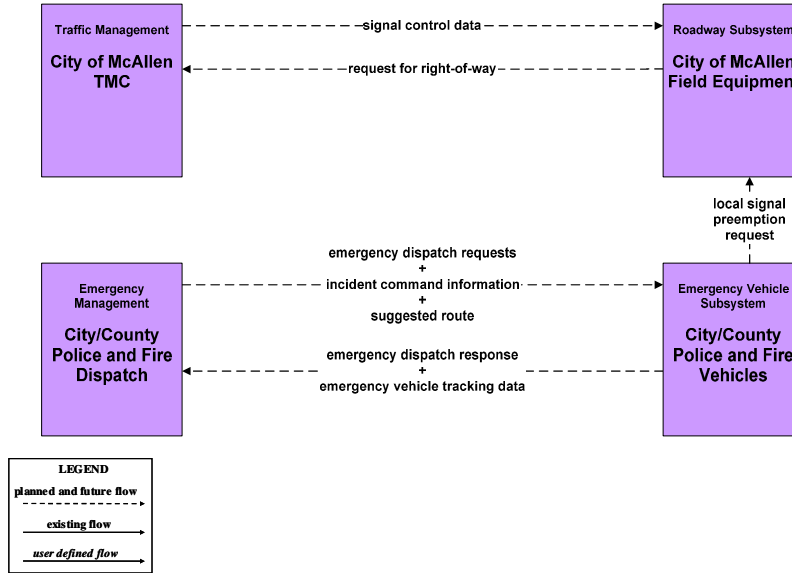 Traffic Management
City of McAllen
TMC
signal control data
request for right-of-way
Roadway Subsystem
City of McAllen
Field Equipmen
local signal
preemption
request
Emergency
Management
City/County
Police and Fire
Dispatch
emergency dispatch requests
+
incident command information
+
suggested route
emergency dispatch response
+
emergency vehicle tracking data
Emergency Vehicle
Subsystem
City/County
Police and Fire
Vehicles
LEGEND
planned and future flow
existing flow
user defined flow